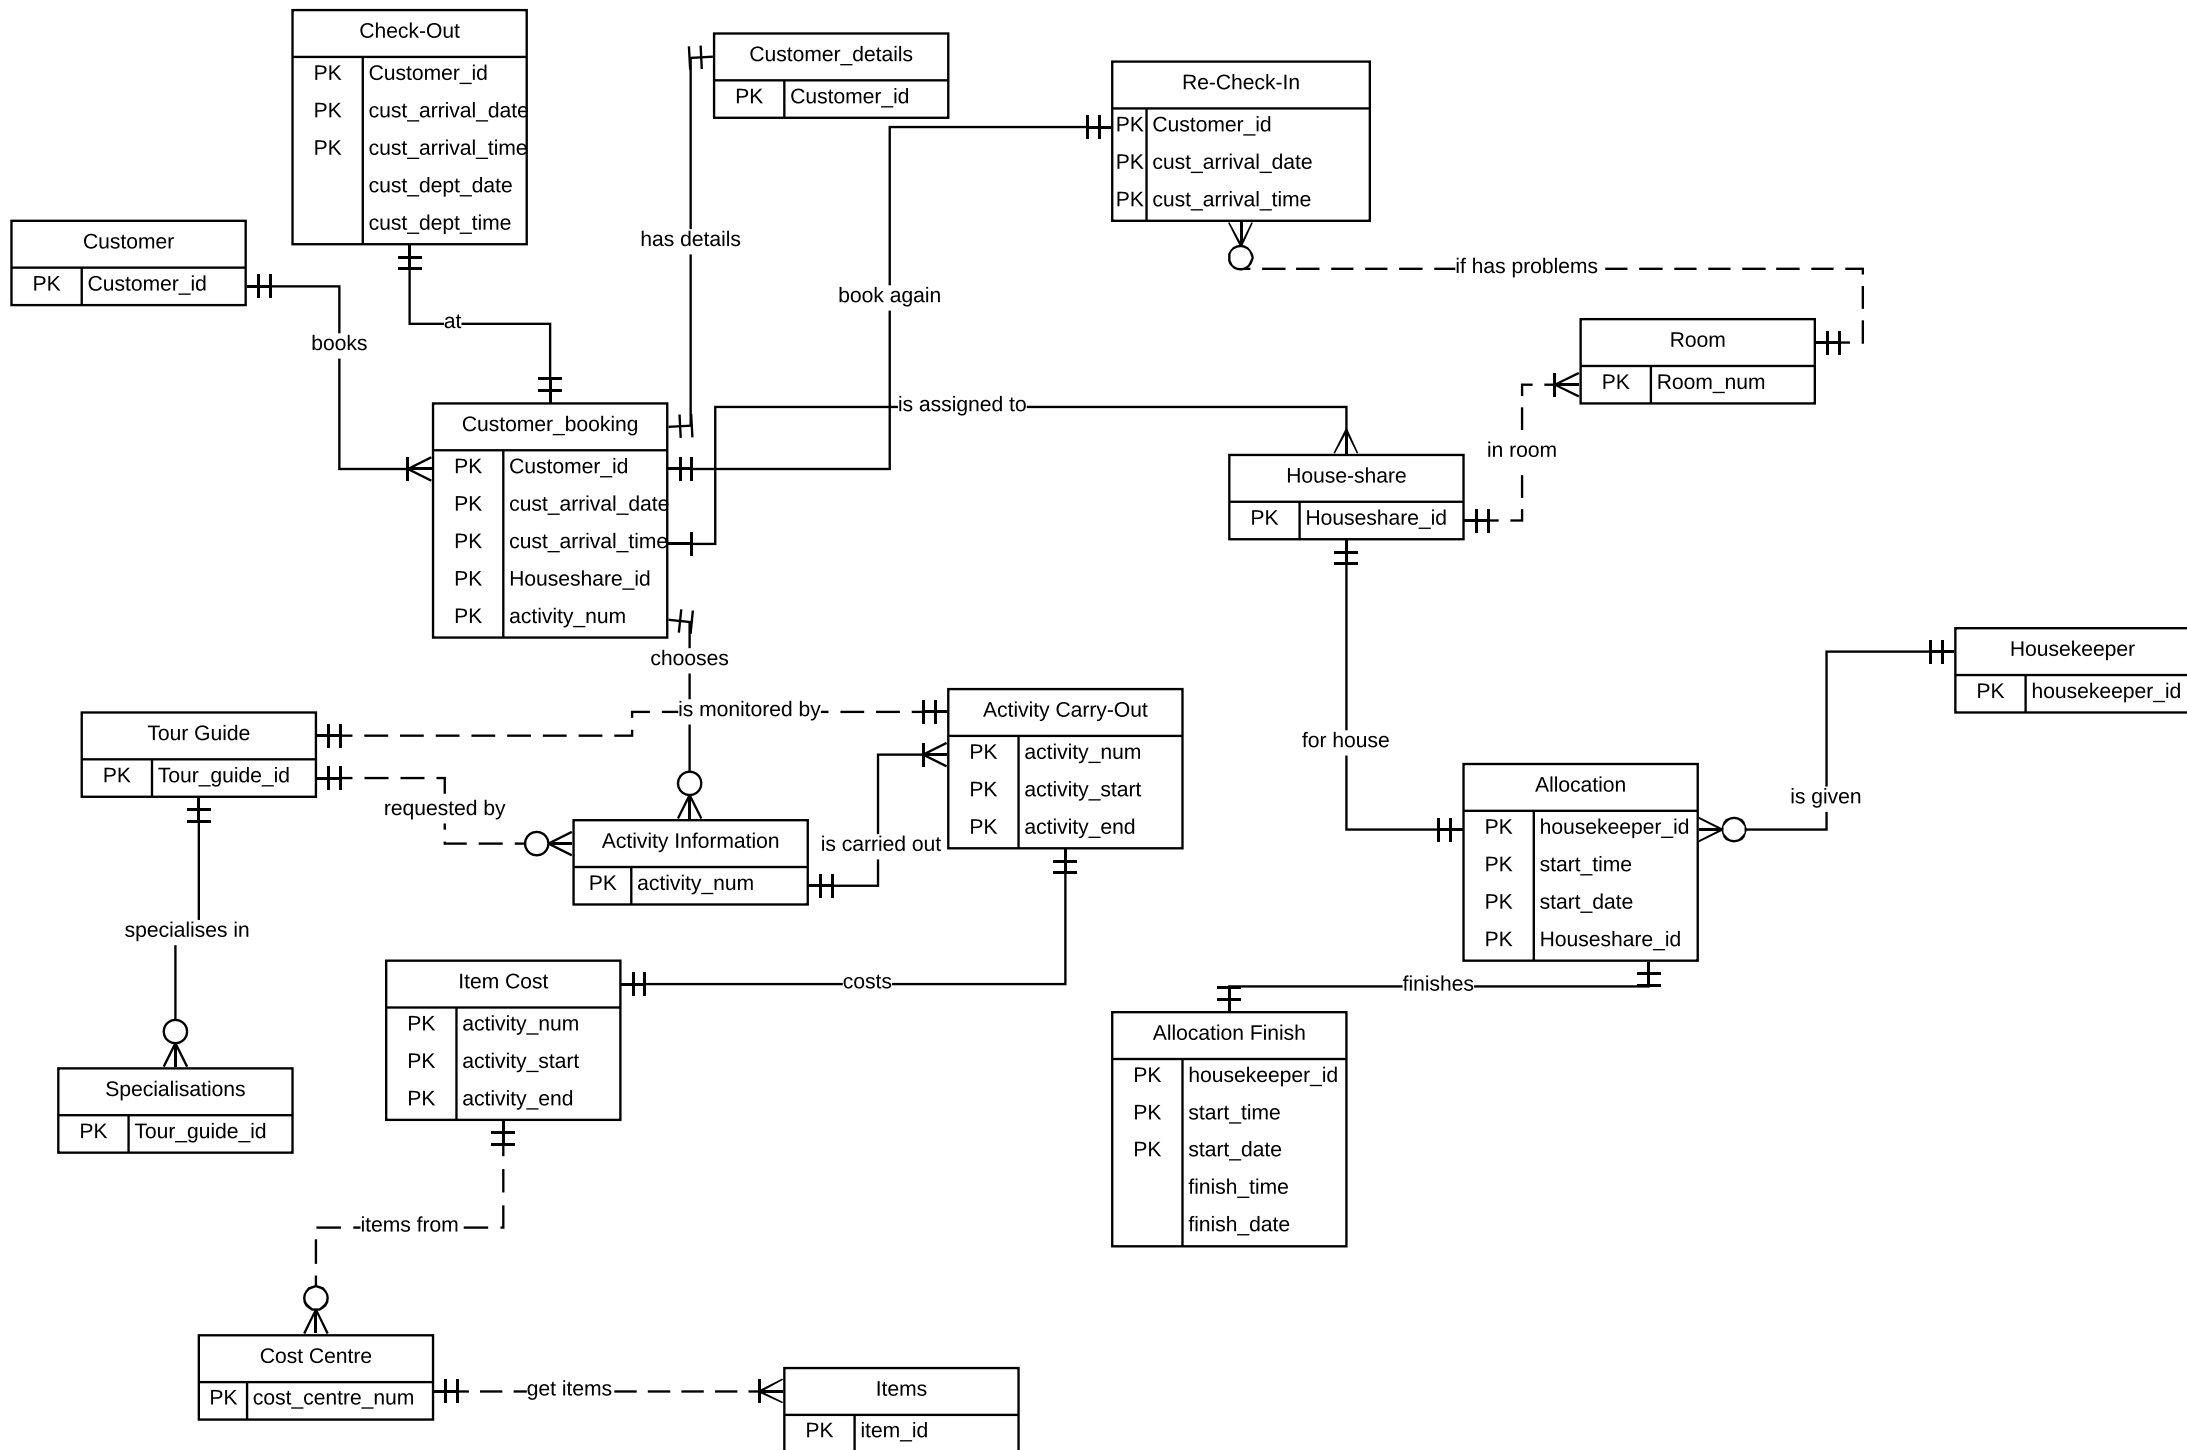 Check-Out
PK Customer_id
PK cust_arrival_date
PK cust_arrival_time
cust_dept_date
cust_dept_time
Customer_details
PK Customer_id
Re-Check-In
PK Customer_id
PK cust_arrival_date
PK cust_arrival_time
Customer
PK Customer_id
has details
if has problems
book again
at
books
Room
PK Room_num
is assigned to
in room
Customer_booking
PK Customer_id
PK cust_arrival_date
PK cust_arrival_time
PK Houseshare_id
PK activity_num
House-share
PK Houseshare_id
chooses
is monitored by
for house
Housekeeper
PK housekeeper_id
Tour Guide
PK Tour_guide_id
requested by
Activity Carry-Out
PK activity_num
PK activity_start
PK activity_end
Activity Information
PK activity_num
is carried out
Allocation
PK housekeeper_id
PK start_time
PK start_date
PK Houseshare_id
is given
specialises in
Item Cost
PK activity_num
PK activity_start
PK activity_end
costs
finishes
Allocation Finish
PK housekeeper_id
PK start_time
PK start_date
finish_time
finish_date
Specialisations
PK Tour_guide_id
items from
Cost Centre
PK cost_centre_num
get items
Items
PK item_id